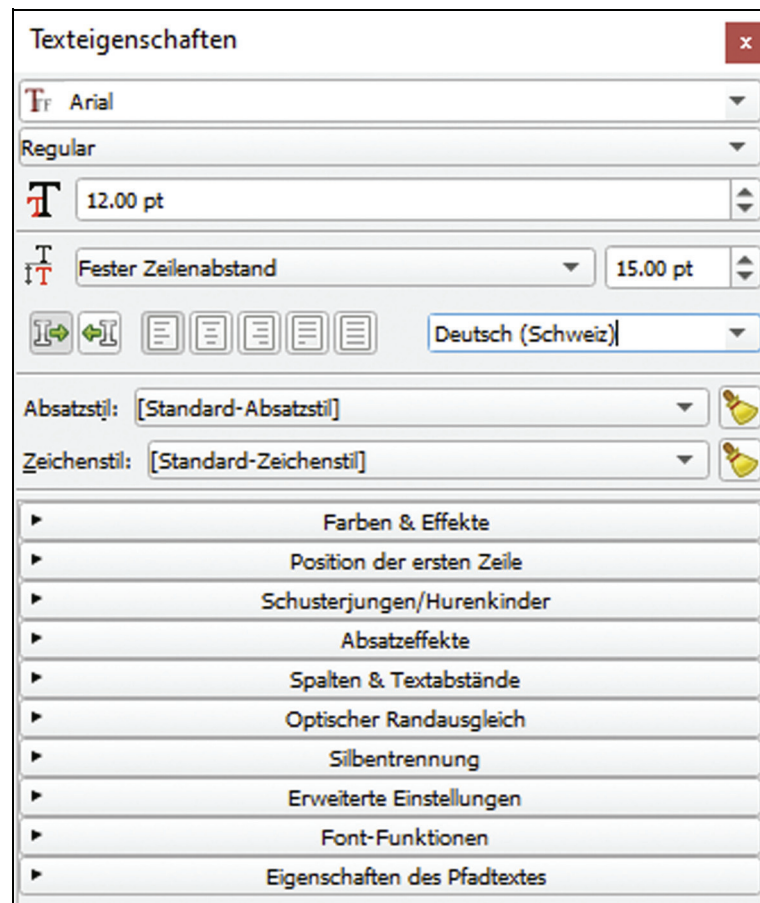 Texteigenschaften x
Arial
Regular
12.00 pt
Fester Zeilenabstand 15.00 pt
Deutsch (Schweiz)
Absatzstil: [Standard-Absatzstil]
Zeichenstil: [Standard-Zeichenstil]
Farben & Effekte
Position der ersten Zeile
Schusterjungen/Hurenkinder
Absatzeffekte
Spalten & Textabstände
Optischer Randausgleich
Silbentrennung
Erweiterte Einstellungen
Font-Funktionen
Eigenschaften des Pfadtextes